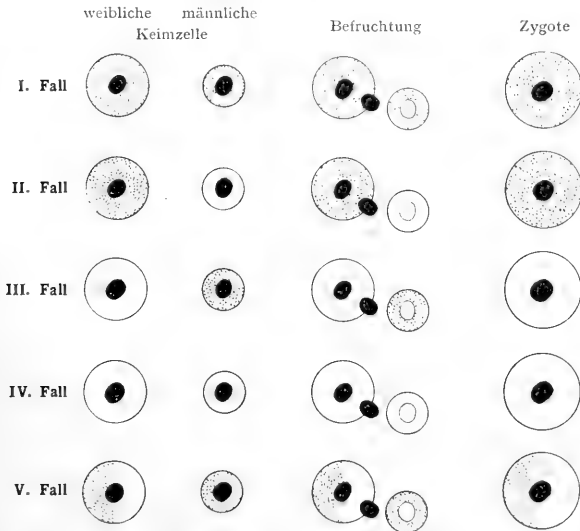 weibliche männliche Befruchtung Zygote
Keimzelle
I. Fall
II. Fall
III. Fall
IV. Fall
V. Fall